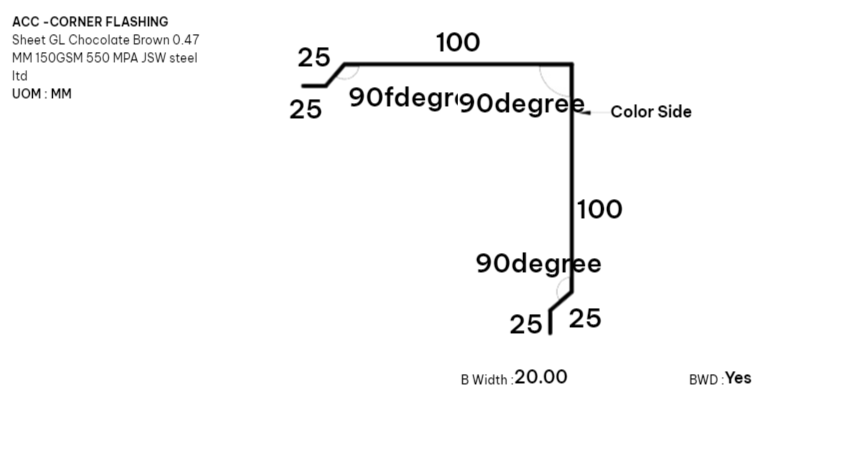 ACC -CORNER FLASHING
Sheet GL Chocolate Brown 0.47
MM 150GSM 550 MPA JSW steel
ltd
UOM : MM
100
25
25
90fdegr
90degree
Color Side
100
90degree
25
25
B Width :20.00
BWD :Yes